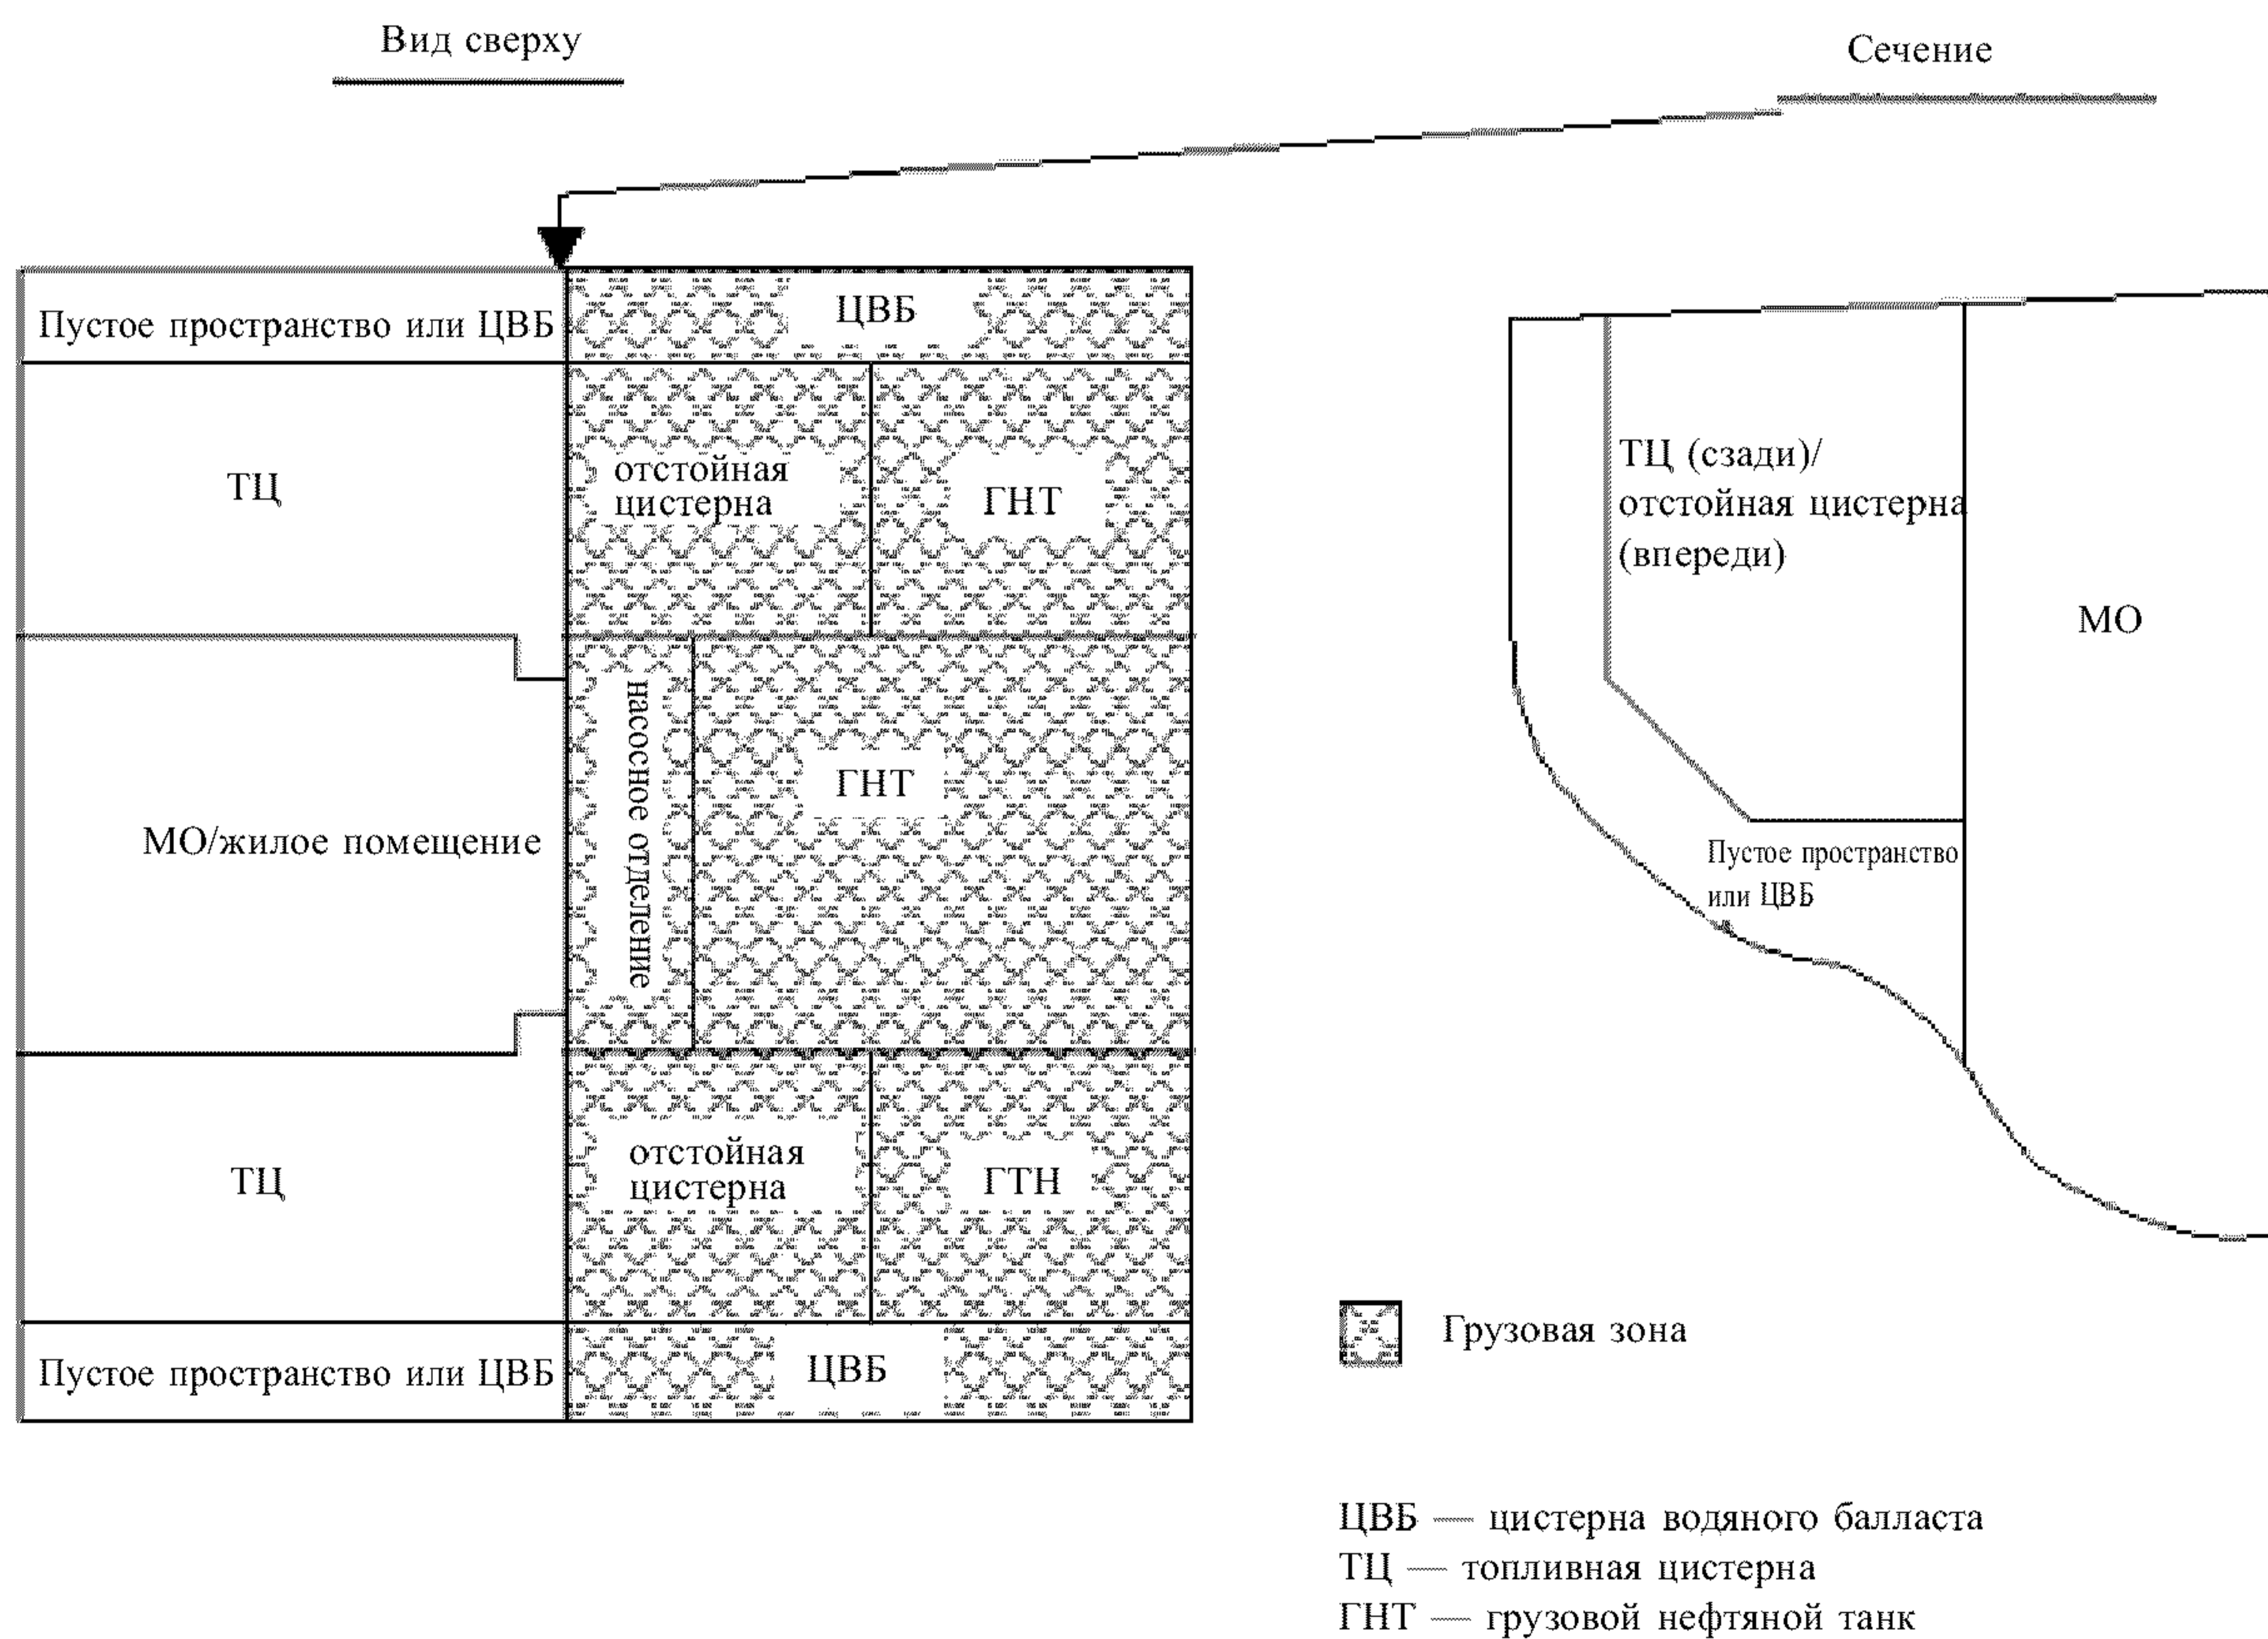 Вид сверху
Сечение
Пустое пространство или ЦВБ
ЦВБ
ТЦ
отстойная
цистерна
ГНТ
ТЦ (сзади)/
отстойная цистерна
(впереди)
МО
насосное отделение
ГНТ
МО/жилое помещение
Пустое пространство
или ЦВБ
ТЦ
отстойная
цистерна
ГТН
Пустое пространство или ЦВБ
ЦВБ
Грузовая зона
ЦВБ — цистерна водяного балласта
ТЦ — топливная цистерна
ГНТ — грузовой нефтяной танк